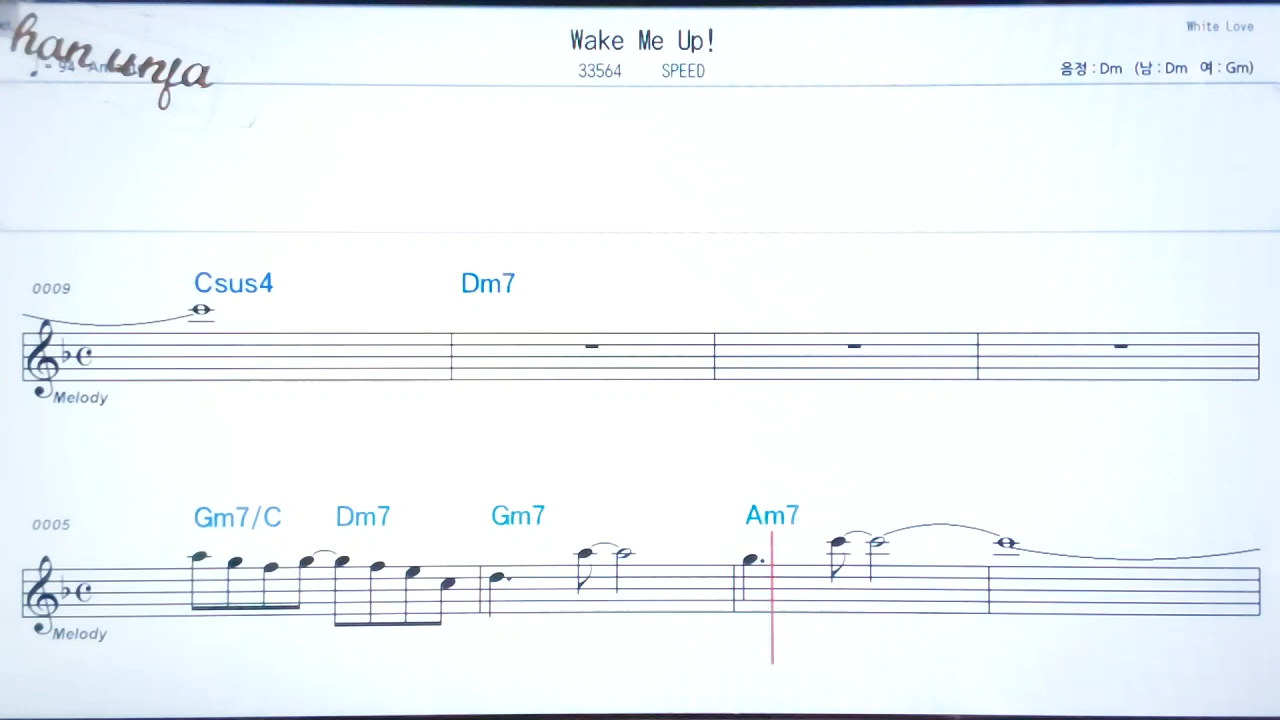 han unfa
White Love
Wake Me Up!
33564 SPEED
음정 : Dm (남 : Dm 여 : Gm)
0009
Csus4 Dm7
Melody
0005
Gm7/C Dm7 Gm7 Am7
Melody